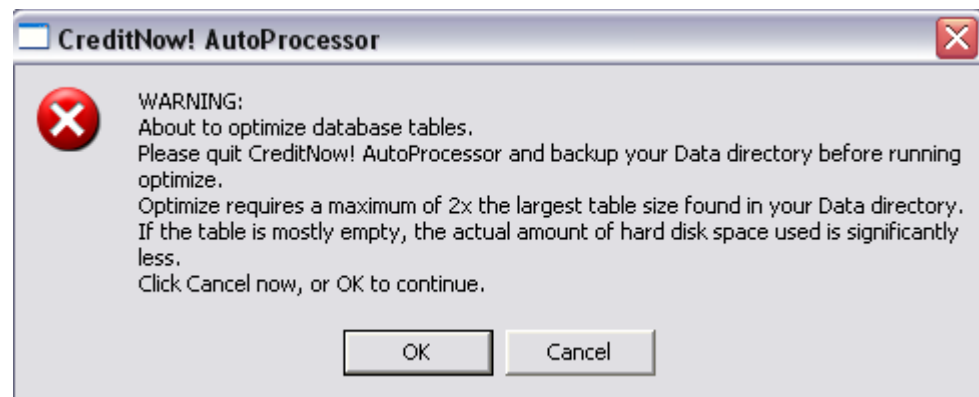 CreditNow! AutoProcessor
WARNING:
About to optimize database tables.
Please quit CreditNow! AutoProcessor and backup your Data directory before running
optimize.
Optimize requires a maximum of 2x the largest table size found in your Data directory.
If the table is mostly empty, the actual amount of hard disk space used is significantly
less.
Click Cancel now, or OK to continue.
OK
Cancel